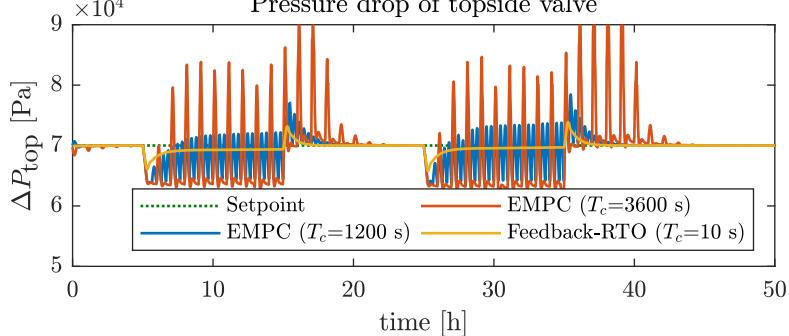 ×10⁴
Pressure drop of topside valve
9
8
7
6
5
ΔP_top [Pa]
Setpoint
EMPC (T_c=1200 s)
EMPC (T_c=3600 s)
Feedback-RTO (T_c=10 s)
0 10 20 30 40 50
time [h]